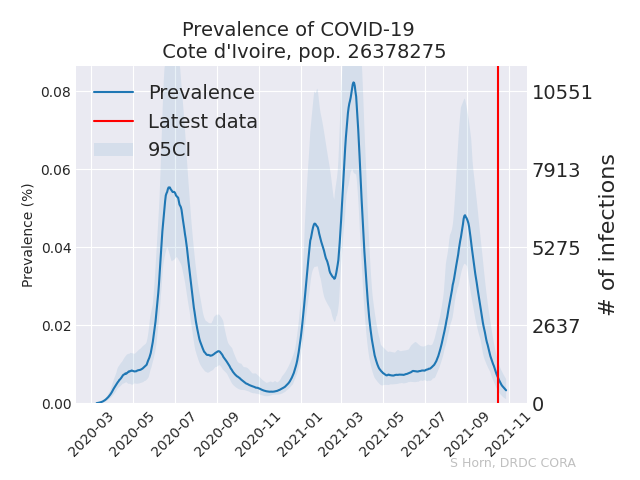 Prevalence of COVID-19
Cote d'Ivoire, pop. 26378275
Prevalence
Latest data
95CI
Prevalence (%)
0.08
0.06
0.04
0.02
0.00
10551
7913
5275
2637
0
# of infections
2020-03
2020-05
2020-07
2020-09
2020-11
2021-01
2021-03
2021-05
2021-07
2021-09
2021-11
S Horn, DRDC CORA